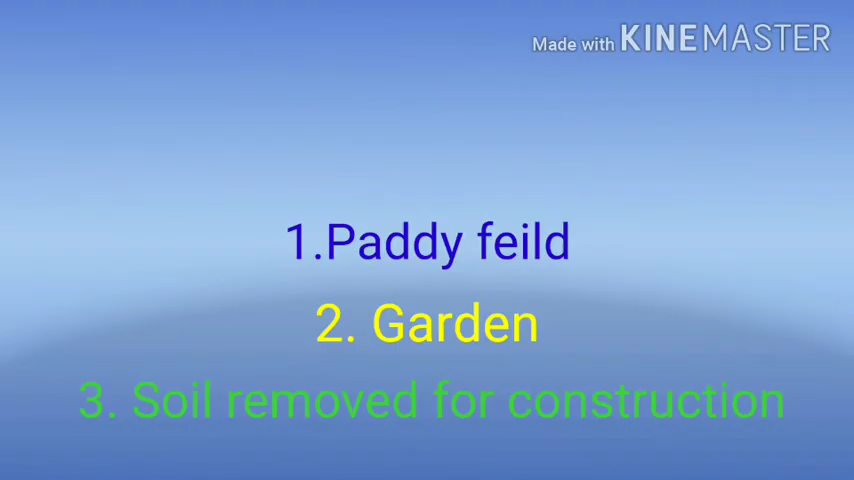 Made with KINEMASTER
1.Paddy feild
2. Garden
3. Soil removed for construction